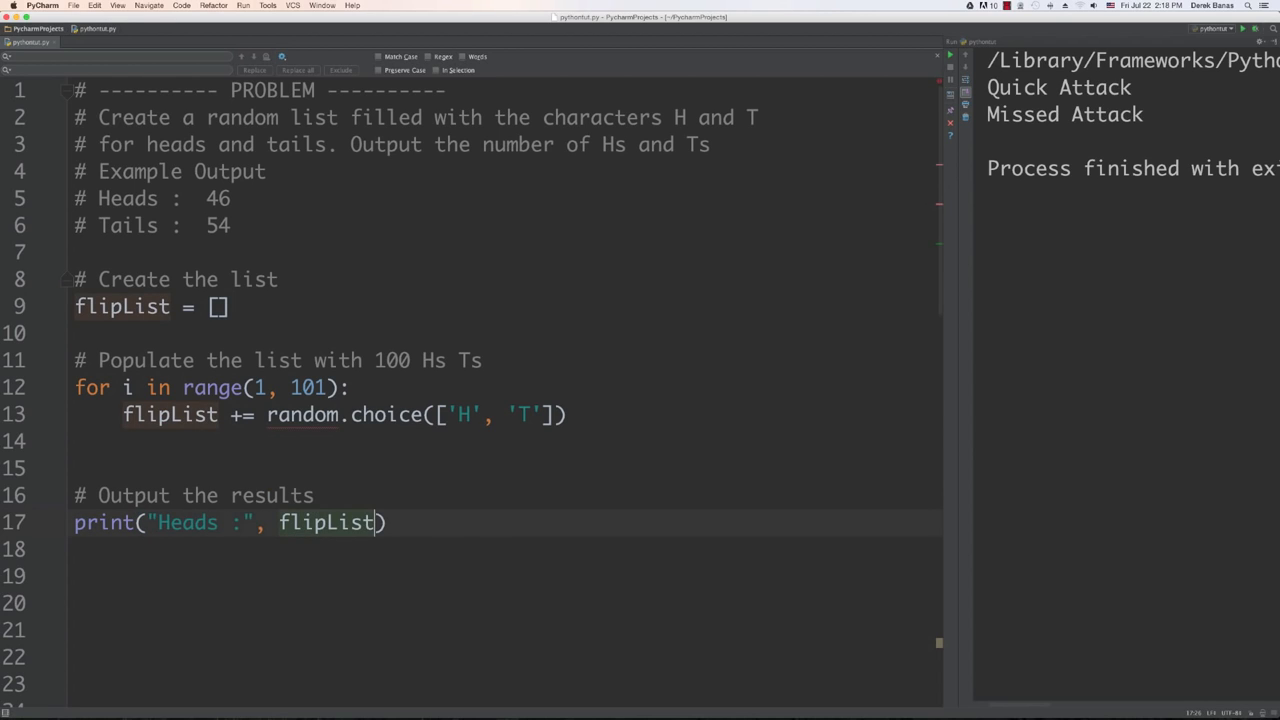 PyCharm File Edit View Navigate Code Refactor Run Tools VCS Window Help 10 Fri Jul 22 2:18 PM Derek Banas
pythontut.py - PycharmProjects - [~/PycharmProjects]
PycharmProjects pythontut.py pythontut
pythontut.py Run pythontut
Match Case Regex Words
Replace Replace all Exclude Preserve Case In Selection
1 # ---------- PROBLEM ----------
2 # Create a random list filled with the characters H and T
3 # for heads and tails. Output the number of Hs and Ts
4 # Example Output
5 # Heads :  46
6 # Tails :  54
7
8 # Create the list
9 flipList = []
10
11 # Populate the list with 100 Hs Ts
12 for i in range(1, 101):
13     flipList += random.choice(['H', 'T'])
14
15
16 # Output the results
17 print("Heads :", flipList)
18
19
20
21
22
23
/Library/Frameworks/Pytho
Quick Attack
Missed Attack
Process finished with exi
17:26 LF UTF-8